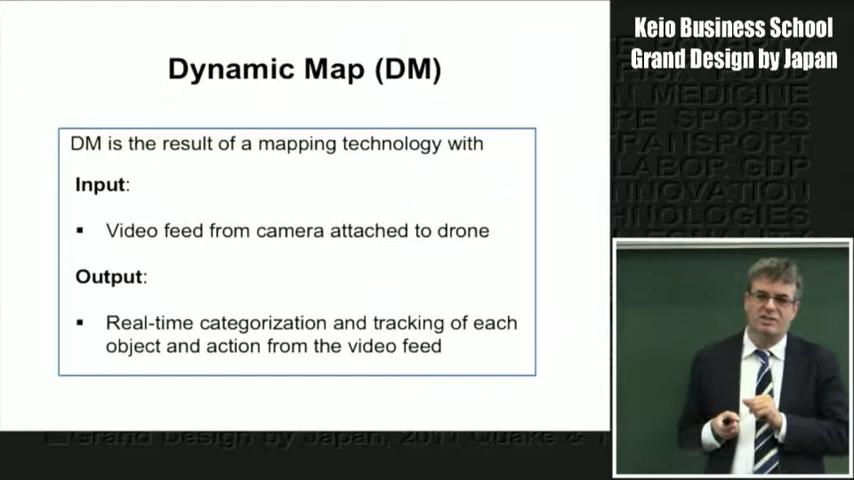 Keio Business School
Grand Design by Japan
Dynamic Map (DM)
DM is the result of a mapping technology with
Input:
▪ Video feed from camera attached to drone
Output:
▪ Real-time categorization and tracking of each
object and action from the video feed
POVERTY
FOOD
MEDICINE
SPORTS
TRANSPORT
LABOR GDP
INNOVATION
Grand Design by Japan, 2011 Quake &